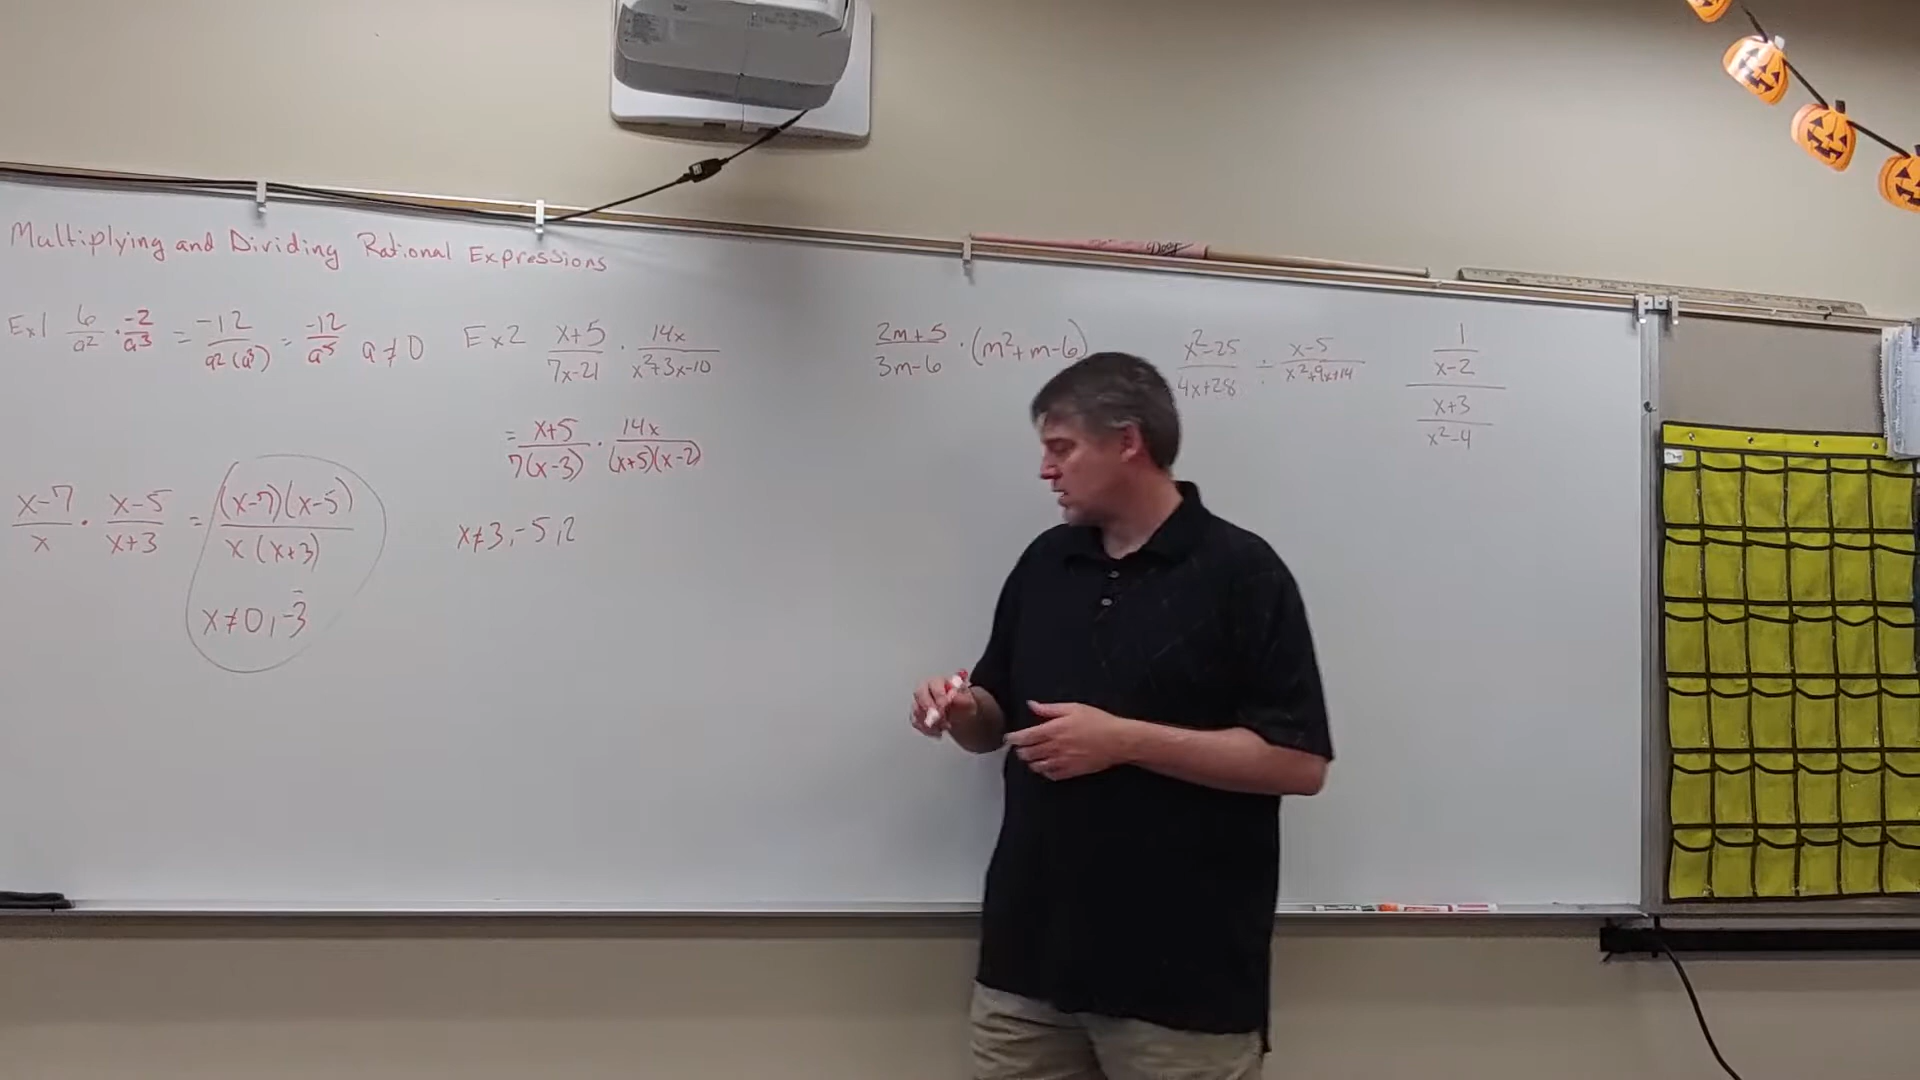 Multiplying and Dividing Rational Expressions
Ex1 6/a² · -2/a³ = -12/a²(a³) = -12/a⁵ a ≠ 0
x-7/x · x-5/x+3 = (x-7)(x-5)/x(x+3)
x≠0,-3
Ex2 x+5/7x-21 · 14x/x²+3x-10
= x+5/7(x-3) · 14x/(x+5)(x-2)
x≠3,-5,2
2m+5/3m-6 · (m²+m-6)
x²-25/4x+28 ÷ x-5/x²+9x+14
1
x-2
x+3
x²-4